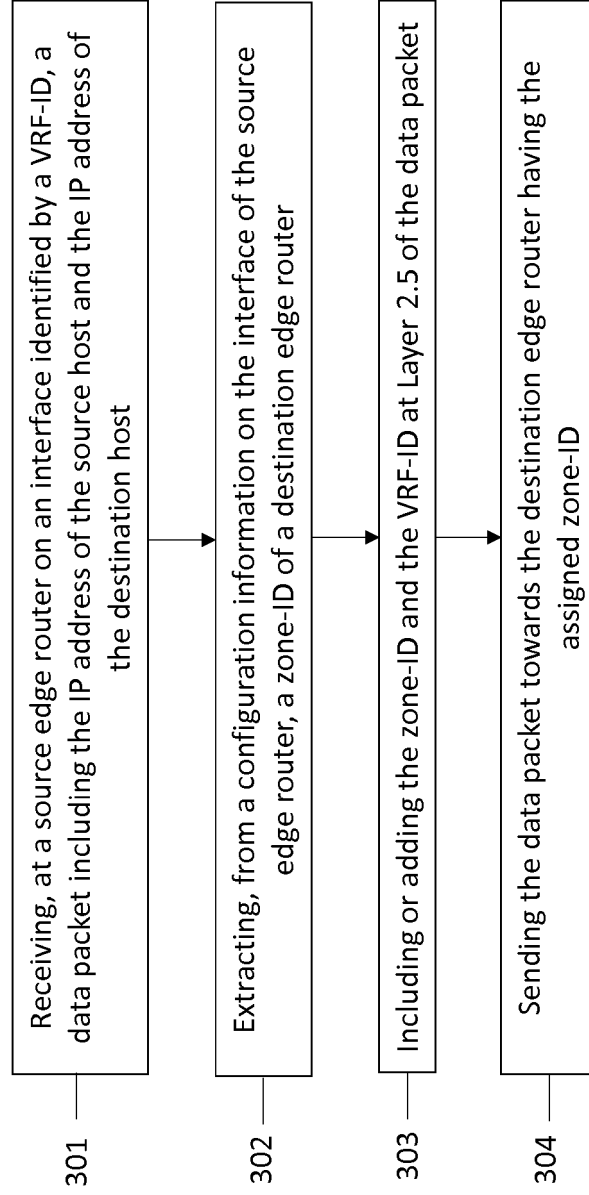 301
Receiving, at a source edge router on an interface identified by a VRF-ID, a
data packet including the IP address of the source host and the IP address of
the destination host
302
Extracting, from a configuration information on the interface of the source
edge router, a zone-ID of a destination edge router
303
Including or adding the zone-ID and the VRF-ID at Layer 2.5 of the data packet
304
Sending the data packet towards the destination edge router having the
assigned zone-ID